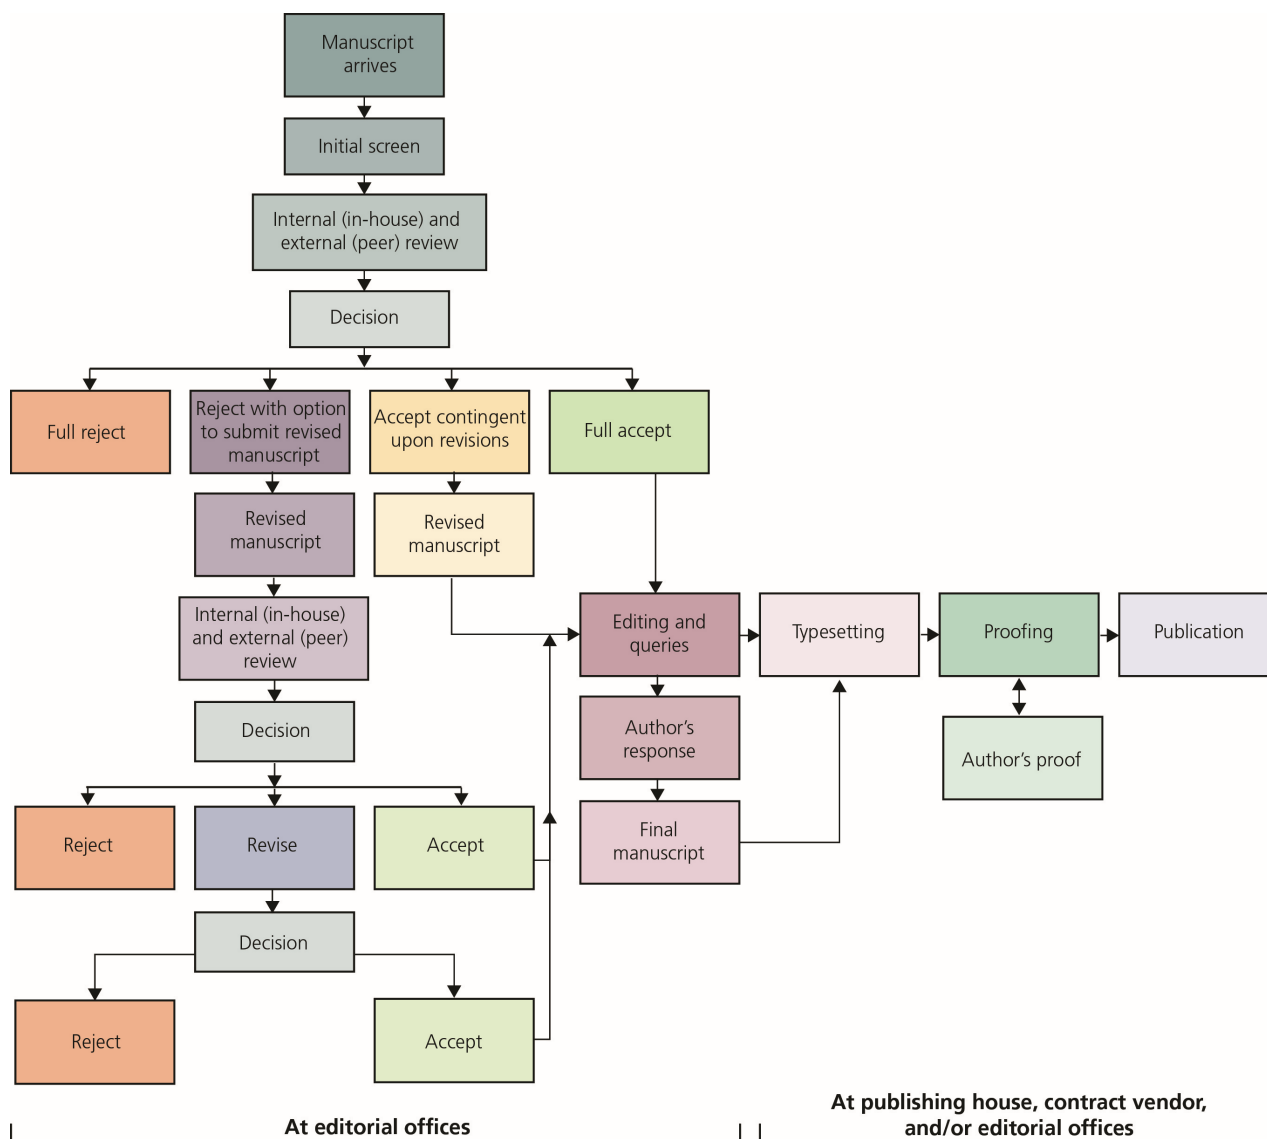 Manuscript
arrives
Initial screen
Internal (in-house) and
external (peer) review
Decision
Full reject
Reject with option
to submit revised
manuscript
Accept contingent
upon revisions
Full accept
Revised
manuscript
Revised
manuscript
Internal (in-house)
and external (peer)
review
Editing and
queries
Typesetting
Proofing
Publication
Decision
Author’s
response
Author’s proof
Reject
Revise
Accept
Final
manuscript
Decision
Reject
Accept
At editorial offices
At publishing house, contract vendor,
and/or editorial offices